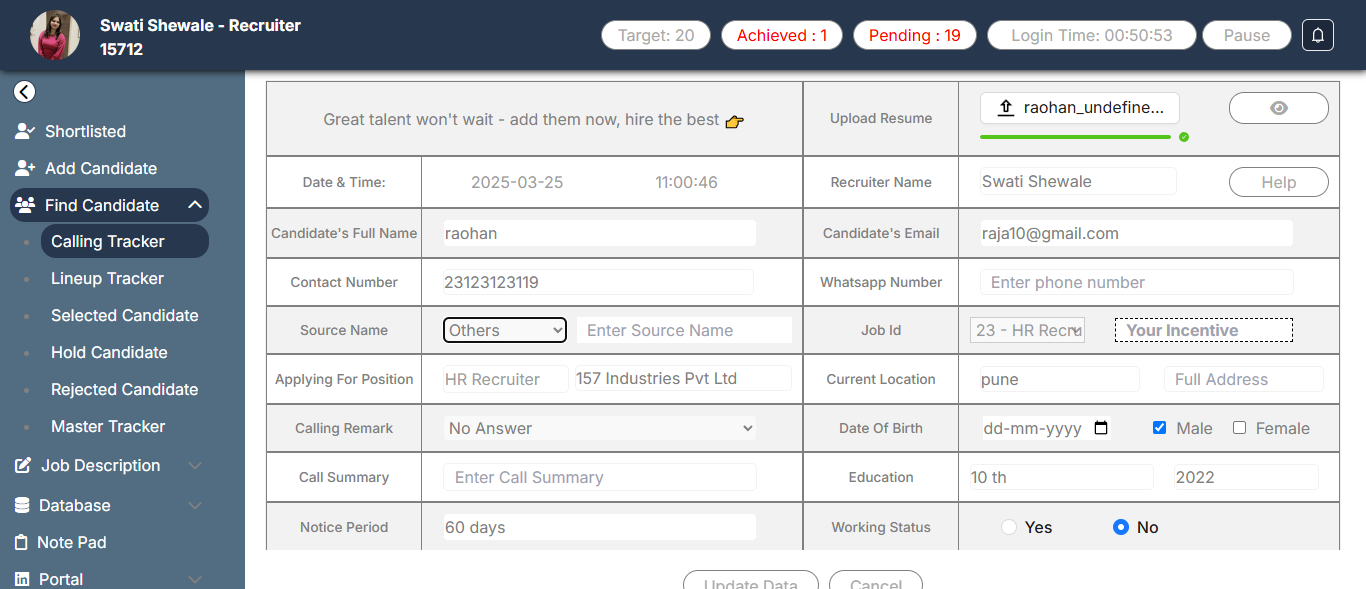 Swati Shewale - Recruiter
15712
Target: 20
Achieved : 1
Pending : 19
Login Time: 00:50:53
Pause
Shortlisted
Add Candidate
Find Candidate
Calling Tracker
Lineup Tracker
Selected Candidate
Hold Candidate
Rejected Candidate
Master Tracker
Job Description
Database
Note Pad
Portal
Great talent won't wait - add them now, hire the best 👉
Upload Resume
raohan_undefine...
Date & Time:
2025-03-25
11:00:46
Recruiter Name
Swati Shewale
Help
Candidate's Full Name
raohan
Candidate's Email
raja10@gmail.com
Contact Number
23123123119
Whatsapp Number
Enter phone number
Source Name
Others
Enter Source Name
Job Id
23 - HR Recru
Your Incentive
Applying For Position
HR Recruiter
157 Industries Pvt Ltd
Current Location
pune
Full Address
Calling Remark
No Answer
Date Of Birth
dd-mm-yyyy
Male
Female
Call Summary
Enter Call Summary
Education
10 th
2022
Notice Period
60 days
Working Status
Yes
No
Update Data
Cancel